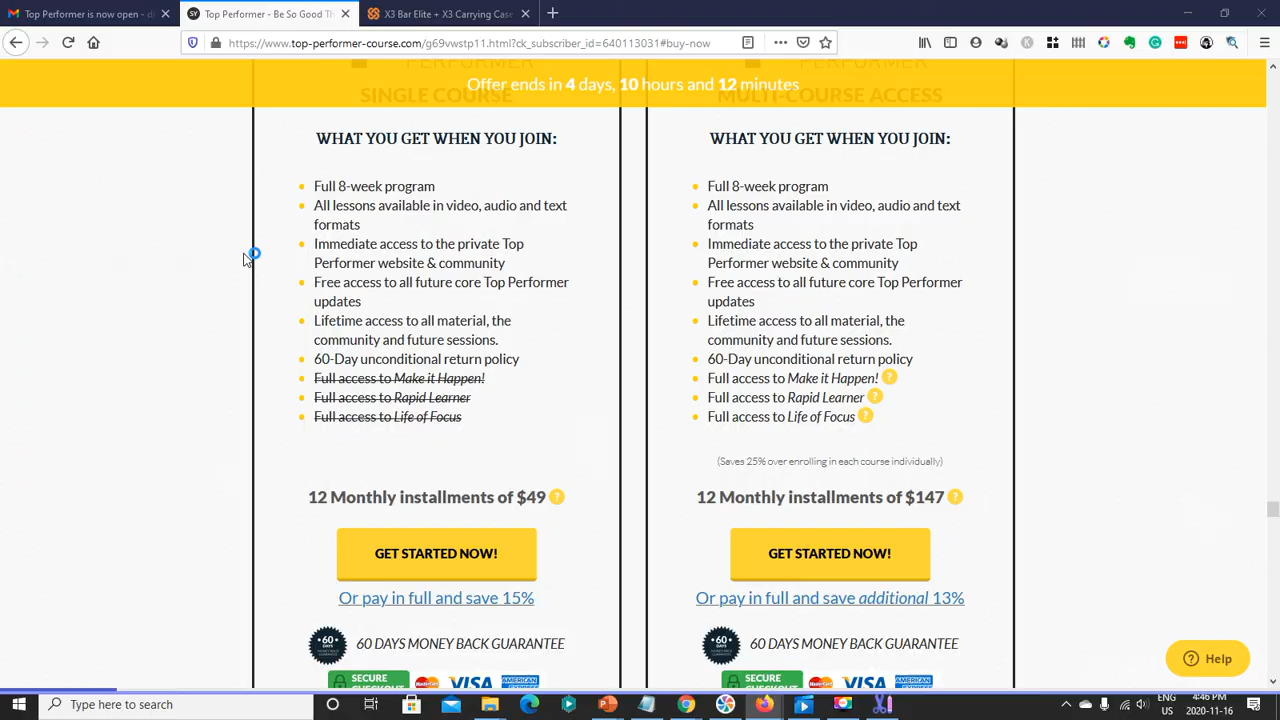 Top Performer is now open - d
Top Performer - Be So Good Th
X3 Bar Elite + X3 Carrying Case
https://www.top-performer-course.com/g69vwstp11.html?ck_subscriber_id=640113031#buy-now
Offer ends in 4 days, 10 hours and 12 minutes
PERFORMER
SINGLE COURSE
WHAT YOU GET WHEN YOU JOIN:
Full 8-week program
All lessons available in video, audio and text
formats
Immediate access to the private Top
Performer website & community
Free access to all future core Top Performer
updates
Lifetime access to all material, the
community and future sessions.
60-Day unconditional return policy
Full access to Make it Happen!
Full access to Rapid Learner
Full access to Life of Focus
12 Monthly installments of $49 ?
GET STARTED NOW!
Or pay in full and save 15%
60
60 DAYS MONEY BACK GUARANTEE
SECURE
VISA
AMERICAN
PERFORMER
MULTI-COURSE ACCESS
WHAT YOU GET WHEN YOU JOIN:
Full 8-week program
All lessons available in video, audio and text
formats
Immediate access to the private Top
Performer website & community
Free access to all future core Top Performer
updates
Lifetime access to all material, the
community and future sessions.
60-Day unconditional return policy
Full access to Make it Happen! ?
Full access to Rapid Learner ?
Full access to Life of Focus ?
(Saves 25% over enrolling in each course individually)
12 Monthly installments of $147 ?
GET STARTED NOW!
Or pay in full and save additional 13%
60
60 DAYS MONEY BACK GUARANTEE
SECURE
VISA
AMERICAN
? Help
Type here to search
ENG
US
4:46 PM
2020-11-16